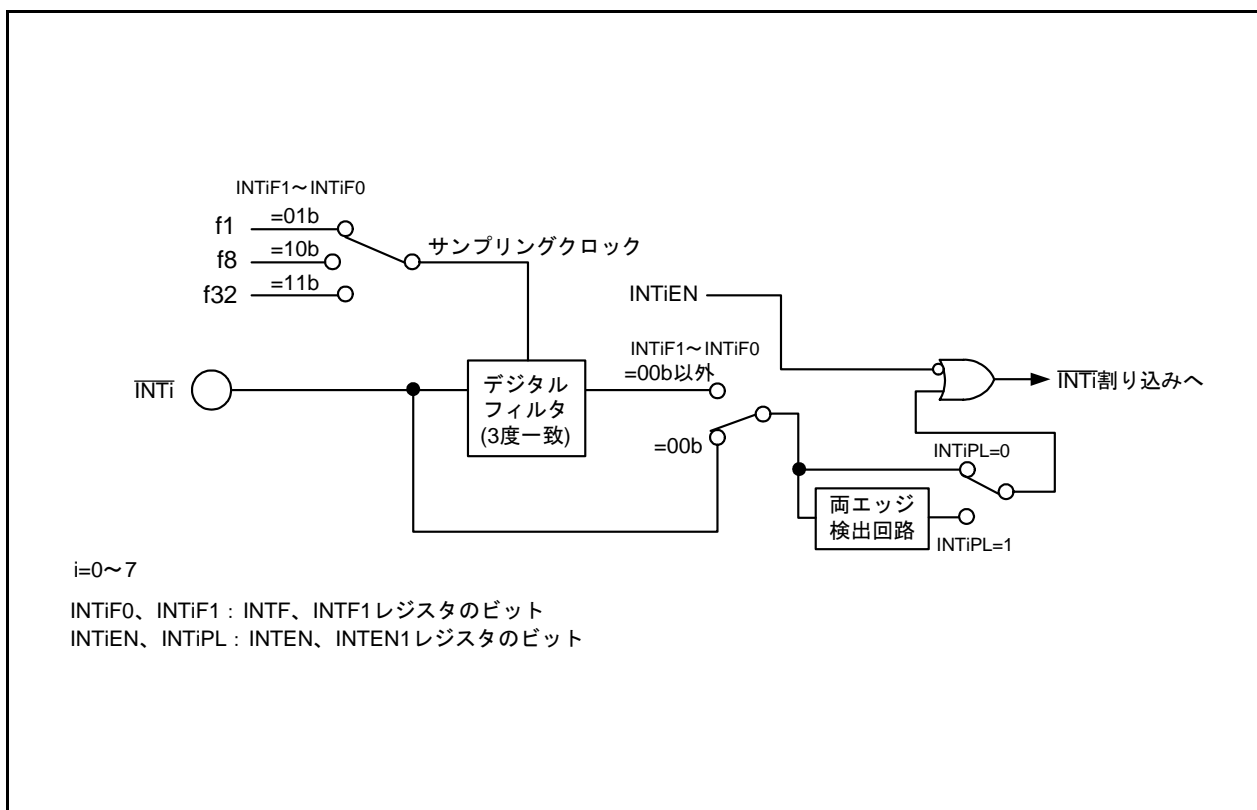 INTiF1～INTiF0
f1 =01b
f8 =10b
f32 =11b
サンプリングクロック
INTiEN
INTiF1～INTiF0
=00b以外
INTi
デジタル
フィルタ
(3度一致)
=00b
INTi割り込みへ
INTiPL=0
両エッジ
検出回路
INTiPL=1
i=0～7
INTiF0、INTiF1：INTF、INTF1レジスタのビット
INTiEN、INTiPL：INTEN、INTEN1レジスタのビット